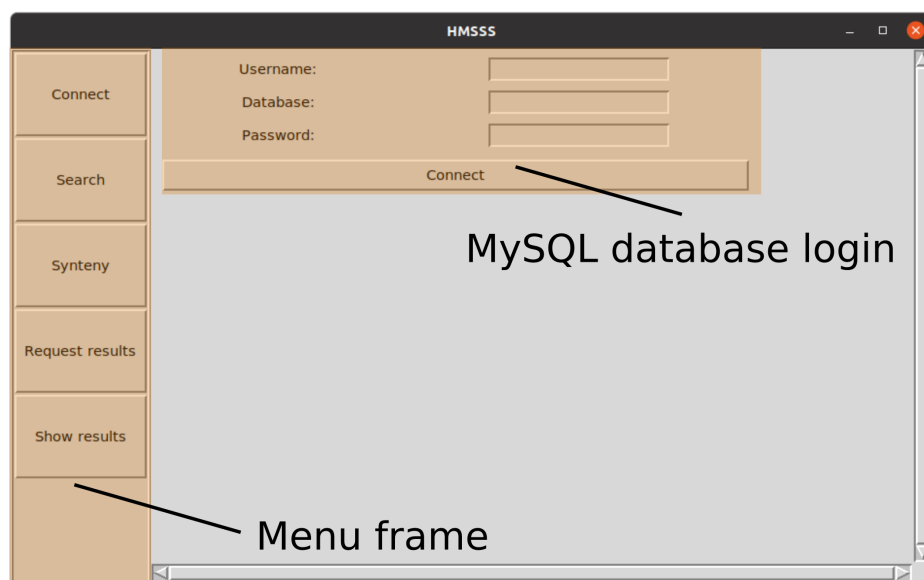 HMSSS
Connect
Search
Synteny
Request results
Show results
Username:
Database:
Password:
Connect
MySQL database login
Menu frame